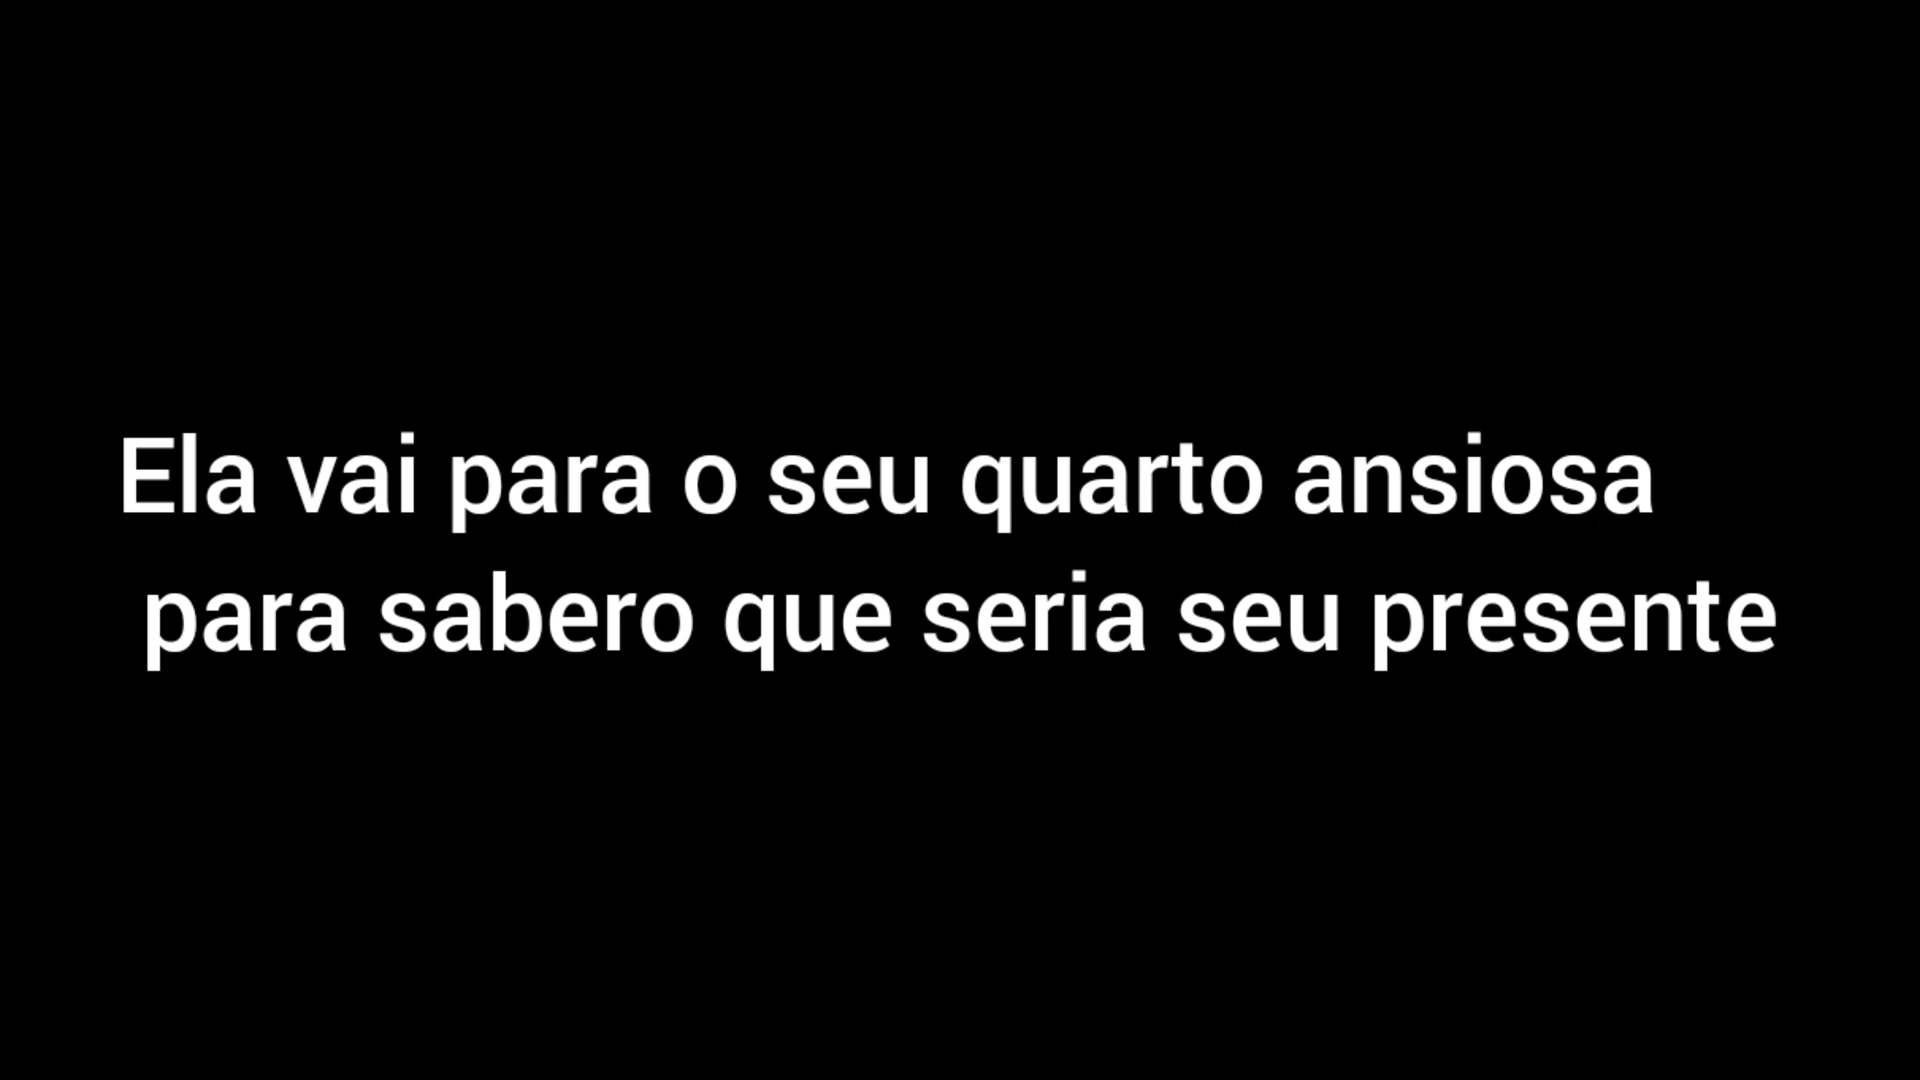 Ela vai para o seu quarto ansiosa
para sabero que seria seu presente